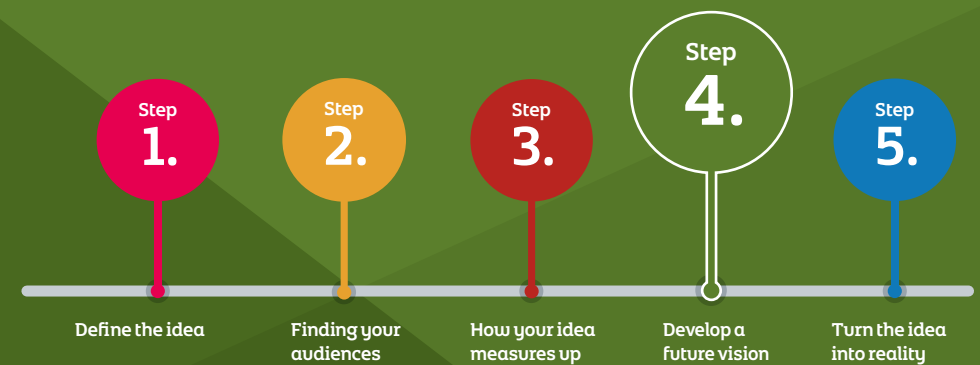 Step
1.
Step
2.
Step
3.
Step
4.
Step
5.
Define the idea
Finding your
audiences
How your idea
measures up
Develop a
future vision
Turn the idea
into reality